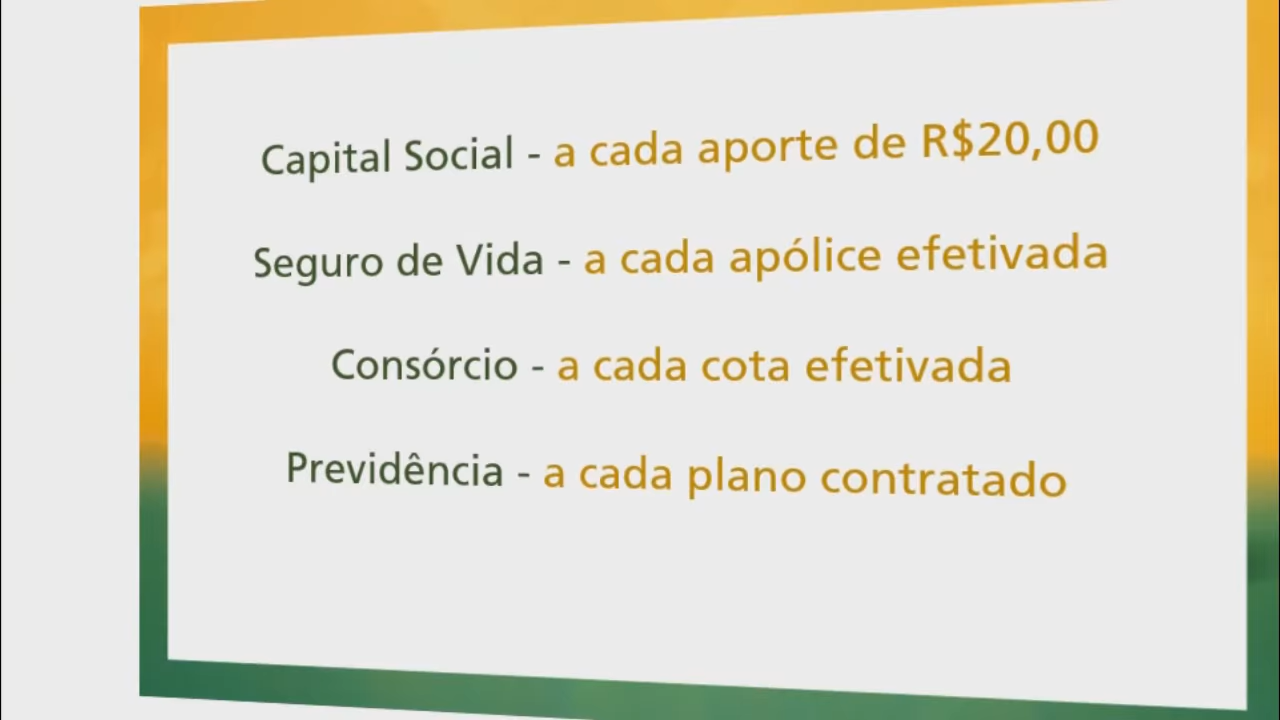 Capital Social - a cada aporte de R$20,00
Seguro de Vida - a cada apólice efetivada
Consórcio - a cada cota efetivada
Previdência - a cada plano contratado